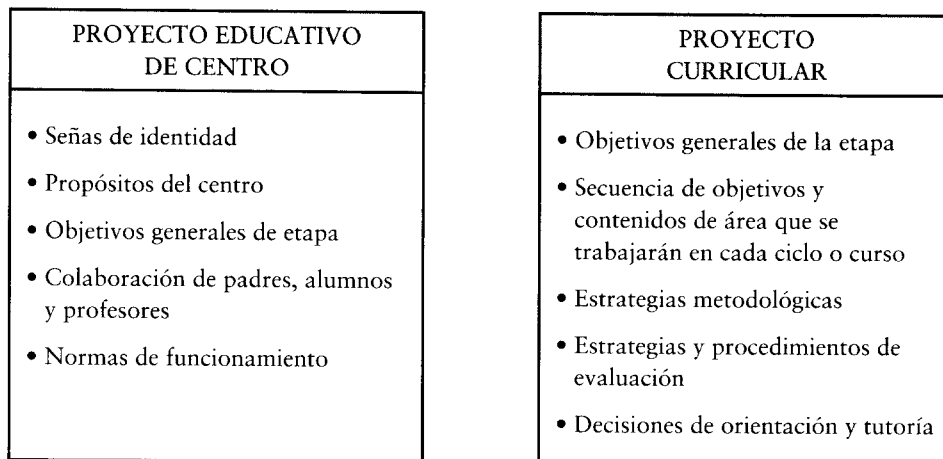 PROYECTO EDUCATIVO
DE CENTRO
• Señas de identidad
• Propósitos del centro
• Objetivos generales de etapa
• Colaboración de padres, alumnos
y profesores
• Normas de funcionamiento
PROYECTO
CURRICULAR
• Objetivos generales de la etapa
• Secuencia de objetivos y
contenidos de área que se
trabajarán en cada ciclo o curso
• Estrategias metodológicas
• Estrategias y procedimientos de
evaluación
• Decisiones de orientación y tutoría